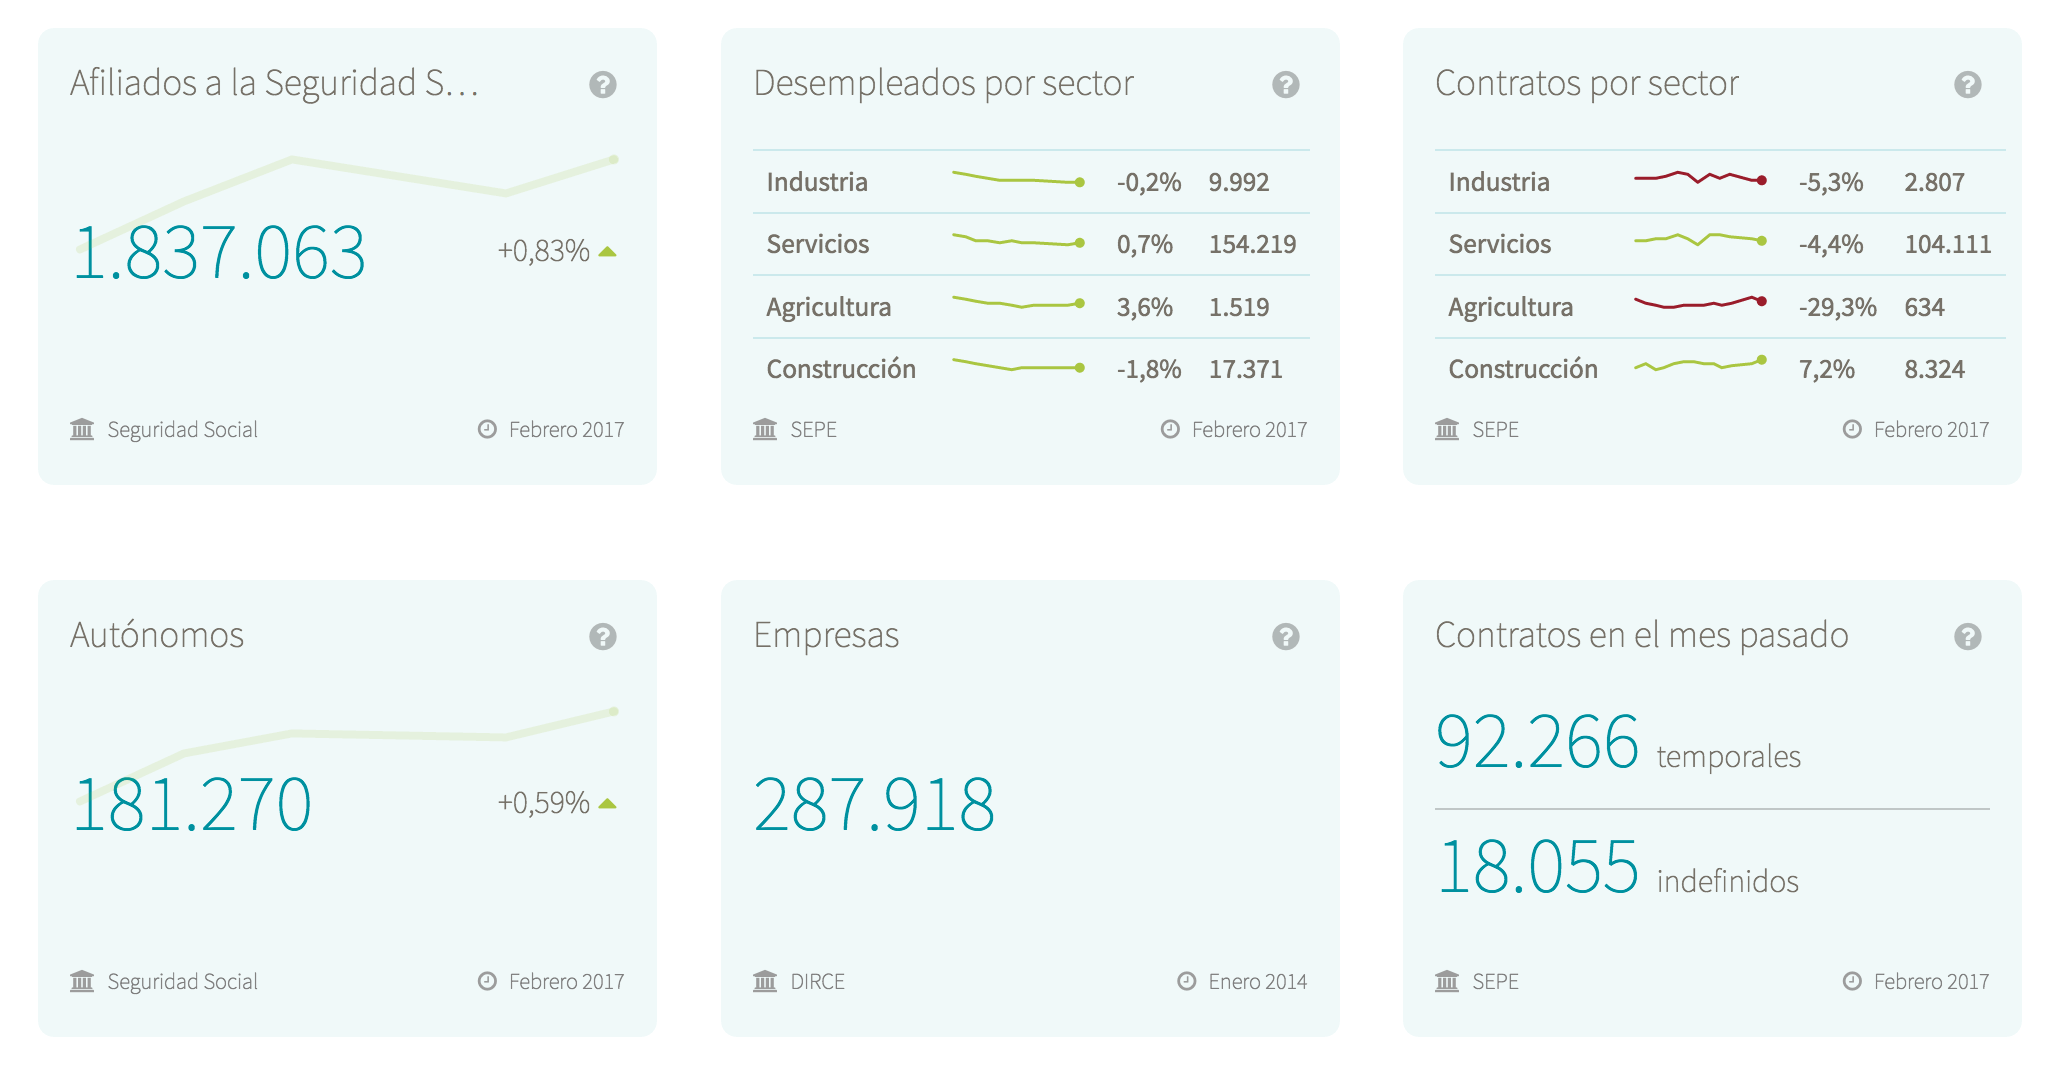 Afiliados a la Seguridad S...
1.837.063
+0,83%
Seguridad Social
Febrero 2017
Desempleados por sector
Industria -0,2% 9.992
Servicios 0,7% 154.219
Agricultura 3,6% 1.519
Construcción -1,8% 17.371
SEPE
Febrero 2017
Contratos por sector
Industria -5,3% 2.807
Servicios -4,4% 104.111
Agricultura -29,3% 634
Construcción 7,2% 8.324
SEPE
Febrero 2017
Autónomos
181.270
+0,59%
Seguridad Social
Febrero 2017
Empresas
287.918
DIRCE
Enero 2014
Contratos en el mes pasado
92.266 temporales
18.055 indefinidos
SEPE
Febrero 2017